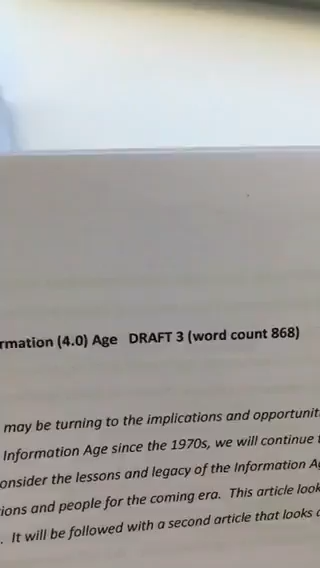 rmation (4.0) Age DRAFT 3 (word count 868)
may be turning to the implications and opportunit
Information Age since the 1970s, we will continue
onsider the lessons and legacy of the Information A
ions and people for the coming era. This article look
. It will be followed with a second article that looks